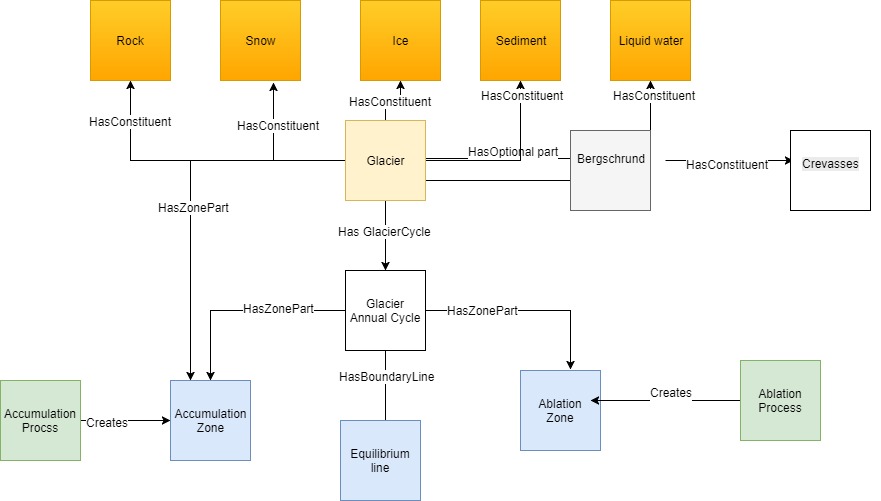 Rock
Snow
Ice
Sediment
Liquid water
HasConstituent
HasConstituent
HasConstituent
HasConstituent
HasConstituent
Glacier
HasOptional part
Bergschrund
HasConstituent
Crevasses
HasZonePart
Has GlacierCycle
HasZonePart
Glacier
Annual Cycle
HasZonePart
HasBoundaryLine
Accumulation
Procss
Creates
Accumulation
Zone
Equilibrium
line
Ablation
Zone
Creates
Ablation
Process